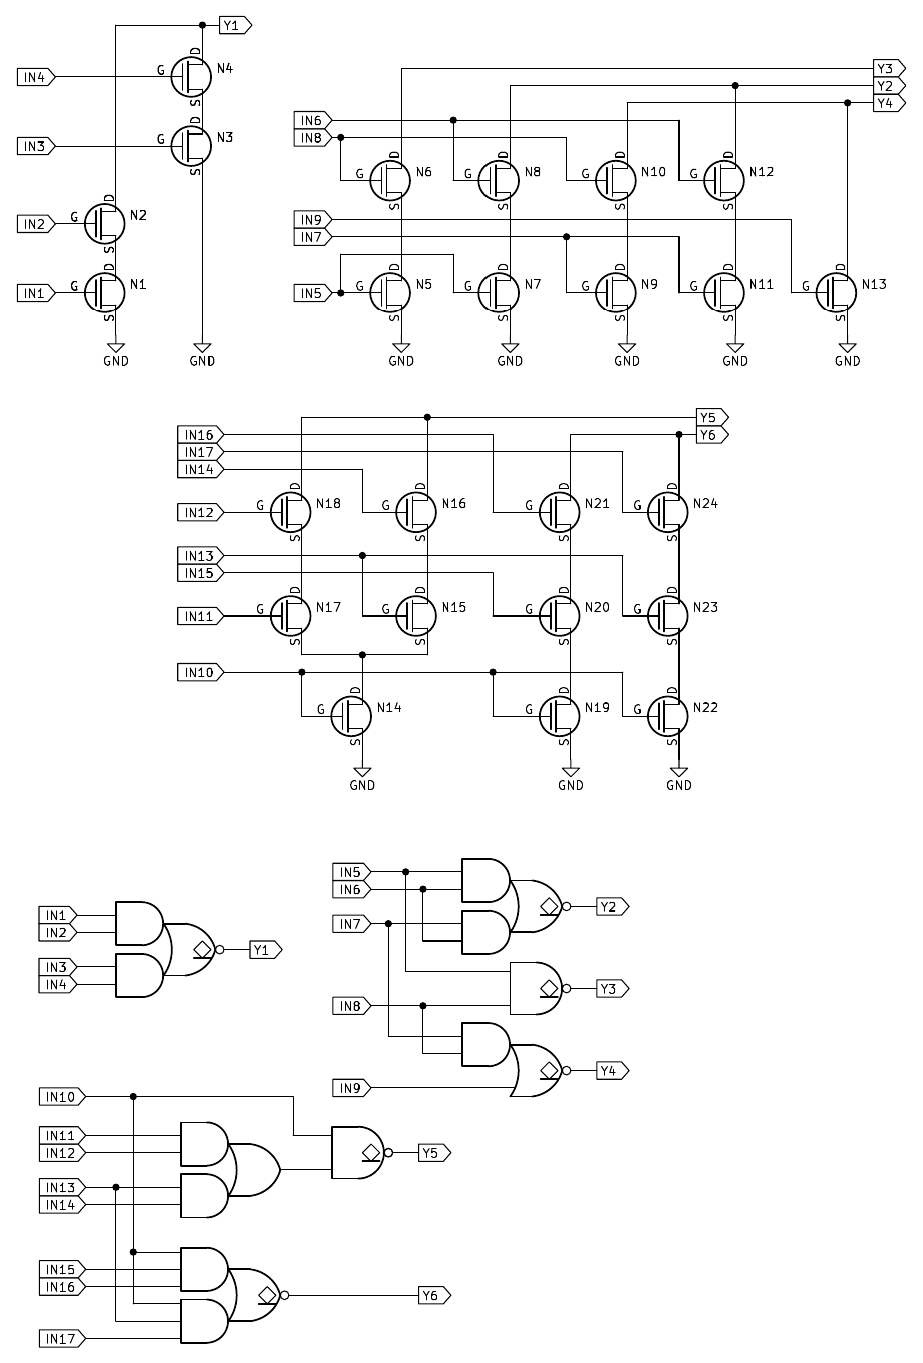 Y1
D
IN4 G N4
S
D
IN3 G N3
S
D
IN2 G N2
S
D
IN1 G N1
S
GND GND
Y3
Y2
Y4
IN6
IN8
D D D D
G N6 G N8 G N10 G N12
S S S S
IN9
IN7
D D D D D
IN5 G N5 G N7 G N9 G N11 G N13
S S S S S
GND GND GND GND GND
Y5
IN16 Y6
IN17
IN14
D D D D
IN12 G N18 G N16 G N21 G N24
S S S S
IN13
IN15
D D D D
IN11 G N17 G N15 G N20 G N23
S S S S
IN10
D D D
G N14 G N19 G N22
S S S
GND GND GND
IN1
IN2
Y1
IN3
IN4
IN5
IN6
Y2
IN7
Y3
IN8
Y4
IN9
IN10
IN11
IN12
Y5
IN13
IN14
IN15
IN16
Y6
IN17